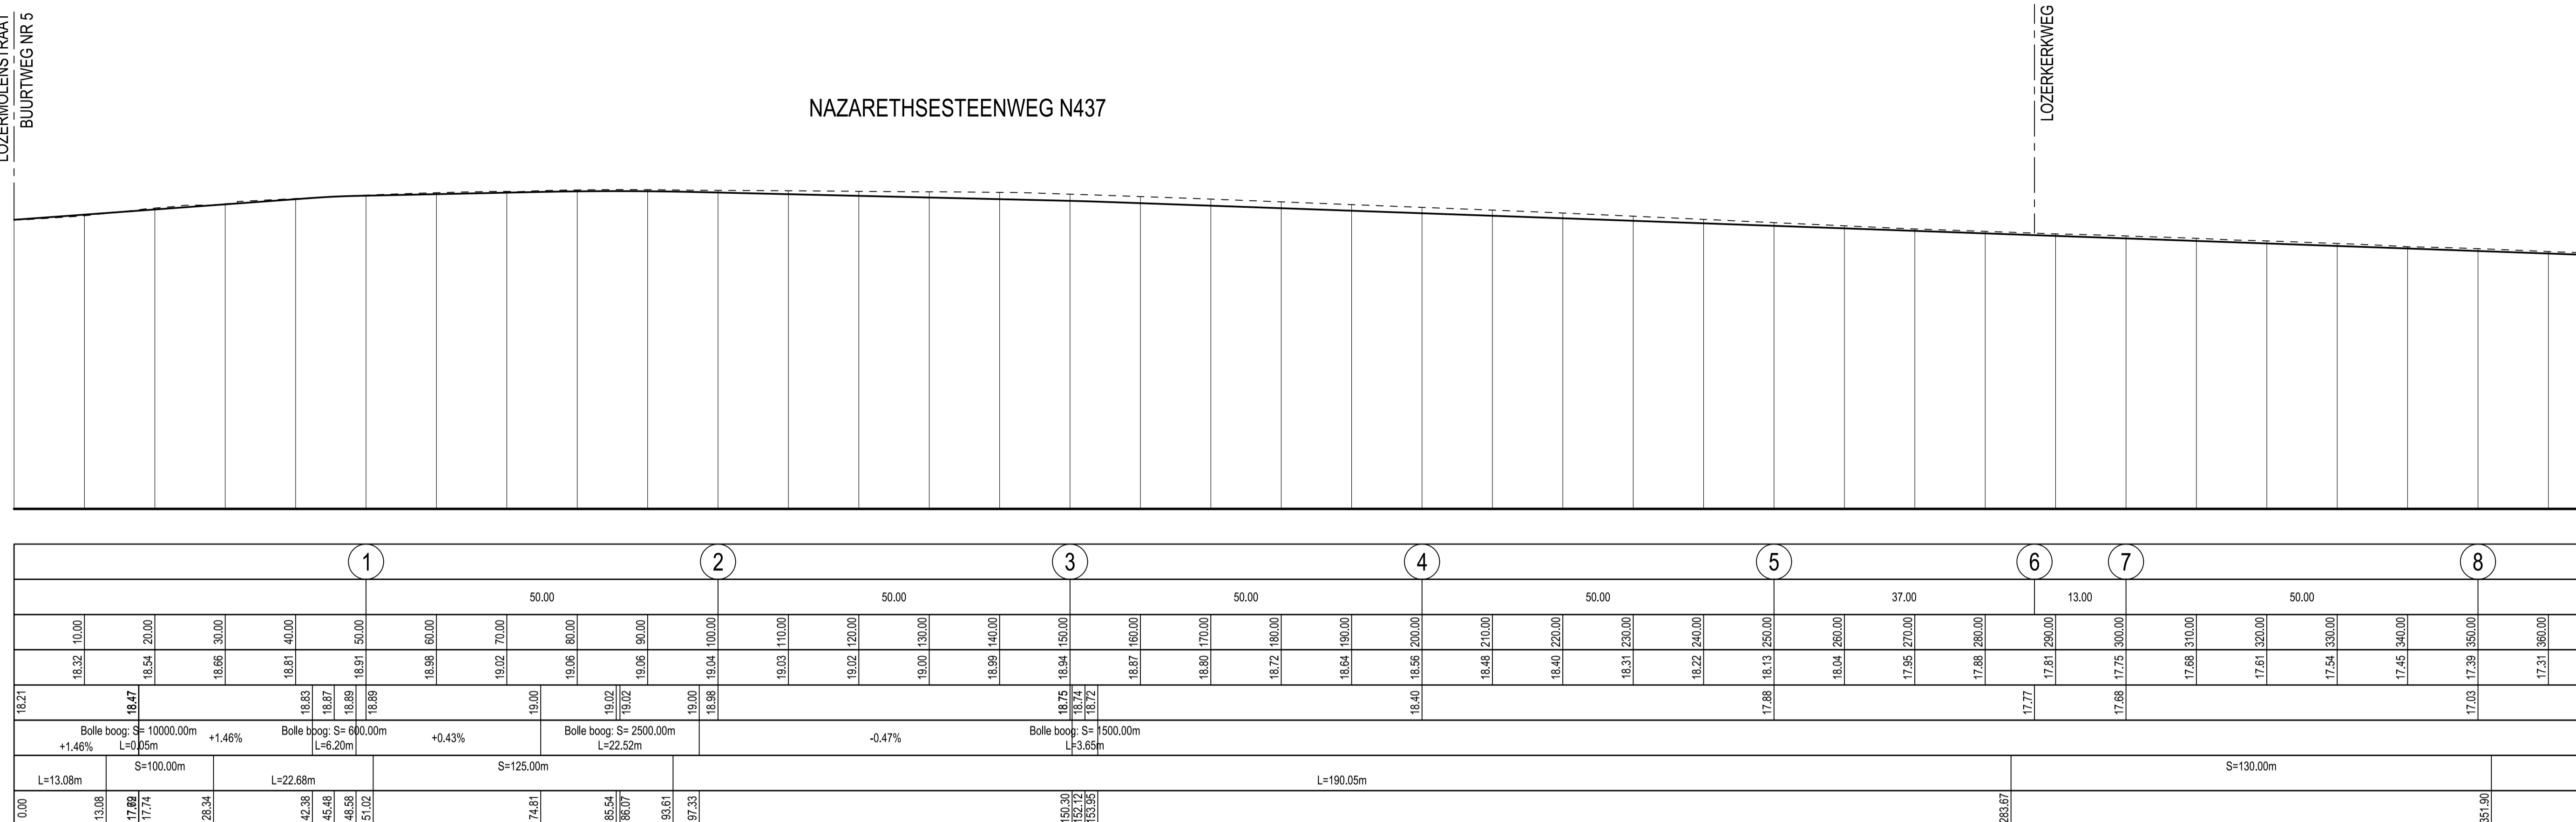 LOZERMOLENSTRAAT
BUURTWEG NR 5
NAZARETHSESTEENWEG N437
LOZERKERKWEG
1 2 3 4 5 6 7 8
50.00 50.00 50.00 50.00 37.00 13.00 50.00
10.00 20.00 30.00 40.00 50.00 60.00 70.00 80.00 90.00 100.00 110.00 120.00 130.00 140.00 150.00 160.00 170.00 180.00 190.00 200.00 210.00 220.00 230.00 240.00 250.00 260.00 270.00 280.00 290.00 300.00 310.00 320.00 330.00 340.00 350.00 360.00
18.32 18.54 18.66 18.81 18.91 18.98 19.02 19.06 19.06 19.04 19.03 19.02 19.00 18.99 18.94 18.87 18.80 18.72 18.64 18.56 18.48 18.40 18.31 18.22 18.13 18.04 17.95 17.88 17.81 17.75 17.68 17.61 17.54 17.45 17.39 17.31
18.21 18.47 18.83 18.87 18.89 18.89 19.00 19.02 19.02 19.00 18.98 18.75 18.74 18.72 18.40 17.88 17.77 17.68 17.03
Bolle boog: S= 10000.00m Bolle boog: S= 600.00m Bolle boog: S= 2500.00m Bolle boog: S= 1500.00m
+1.46% L=0.05m +1.46% L=6.20m +0.43% L=22.52m -0.47% L=3.65m
S=100.00m S=125.00m S=130.00m
L=13.08m L=22.68m L=190.05m
0.00 13.08 17.74 28.34 42.38 45.48 48.58 51.02 74.81 85.54 86.07 93.61 97.33 150.30 152.12 153.95 283.67 351.90